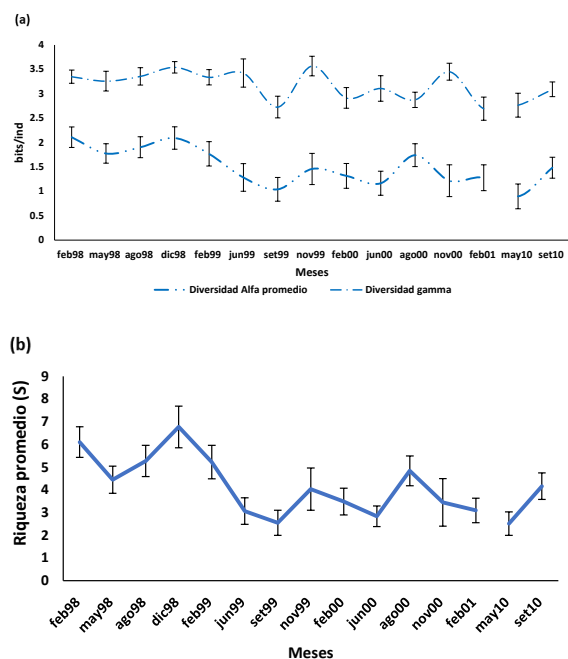 (a)
4
3.5
3
2.5
2
1.5
1
0.5
0
bits/ind
feb98 may98 ago98 dic98 feb99 jun99 set99 nov99 feb00 jun00 ago00 nov00 feb01 may10 set10
Meses
Diversidad Alfa promedio Diversidad gamma
(b)
9
8
7
6
5
4
3
2
1
0
Riqueza promedio (S)
feb98 may98 ago98 dic98 feb99 jun99 set99 nov99 feb00 jun00 ago00 nov00 feb01 may10 set10
Meses